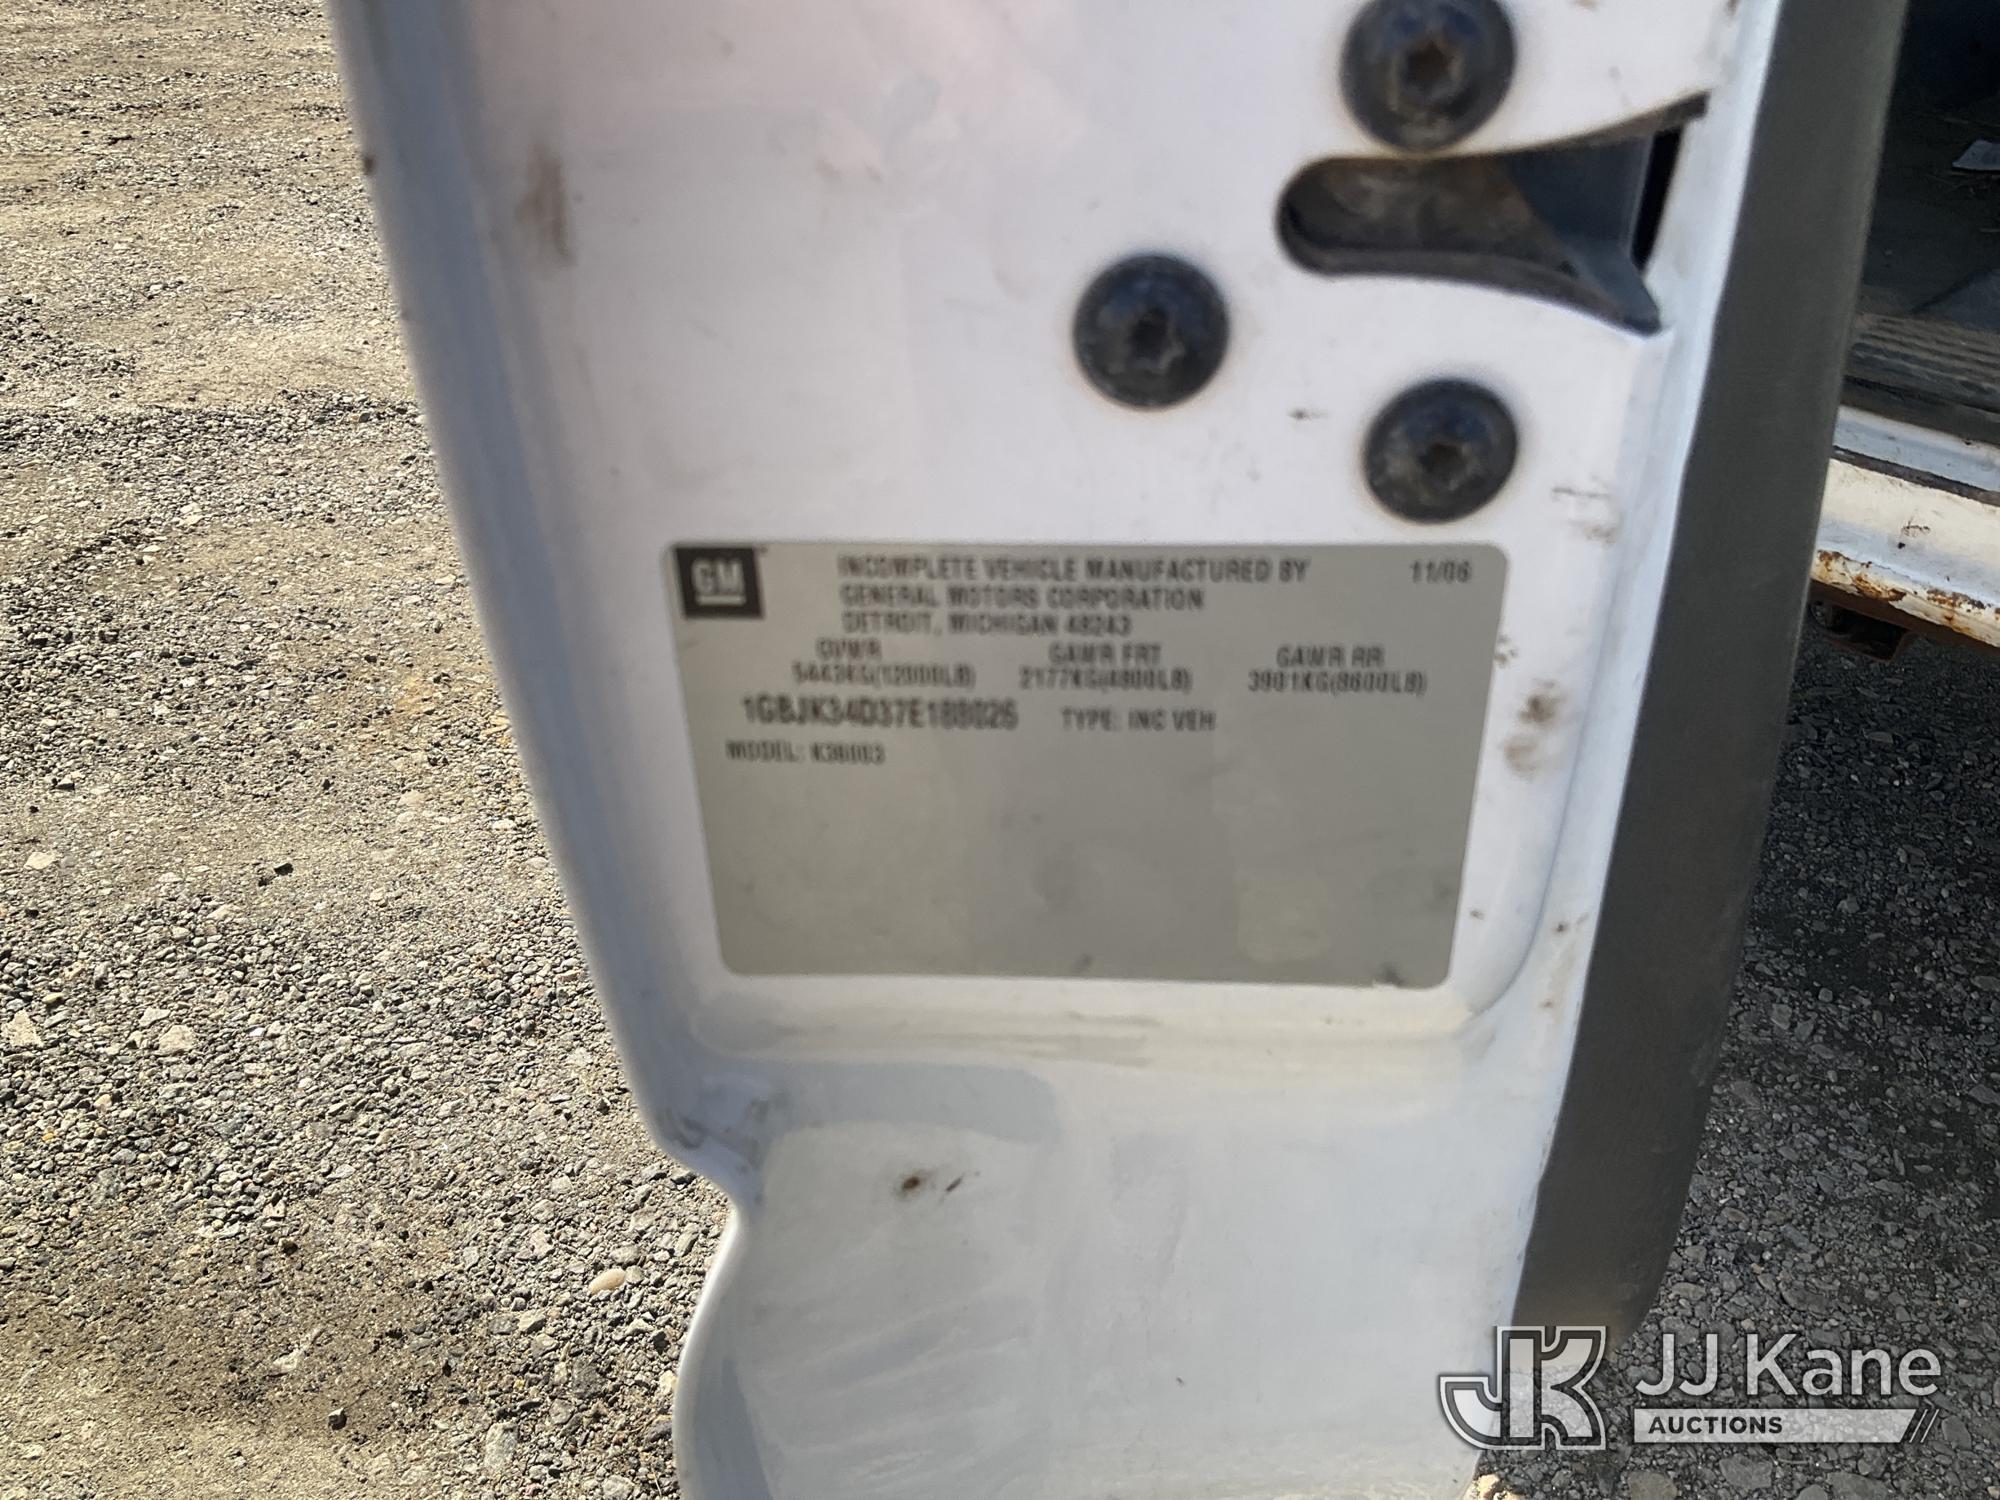 GM
INCOMPLETE VEHICLE MANUFACTURED BY 11/06
GENERAL MOTORS CORPORATION
DETROIT, MICHIGAN 48243
GVWR GAWR FRT GAWR RR
5443KG(12000LB) 2177KG(4800LB) 3901KG(8600LB)
1GBJK34D37E188026 TYPE: INC VEH
MODEL: K36003
JK JJ Kane
AUCTIONS